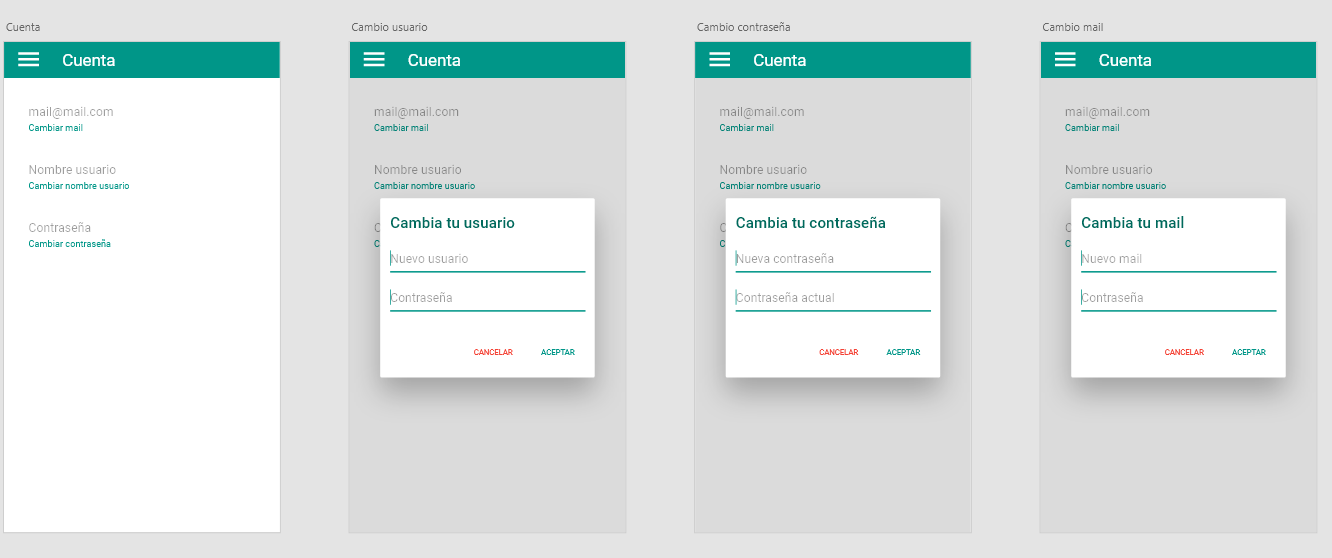 Cuenta
Cuenta
mail@mail.com
Cambiar mail
Nombre usuario
Cambiar nombre usuario
Contraseña
Cambiar contraseña
Cambio usuario
Cuenta
mail@mail.com
Cambiar mail
Nombre usuario
Cambiar nombre usuario
C
C
Cambia tu usuario
Nuevo usuario
Contraseña
CANCELAR ACEPTAR
Cambio contraseña
Cuenta
mail@mail.com
Cambiar mail
Nombre usuario
Cambiar nombre usuario
C
C
Cambia tu contraseña
Nueva contraseña
Contraseña actual
CANCELAR ACEPTAR
Cambio mail
Cuenta
mail@mail.com
Cambiar mail
Nombre usuario
Cambiar nombre usuario
C
C
Cambia tu mail
Nuevo mail
Contraseña
CANCELAR ACEPTAR